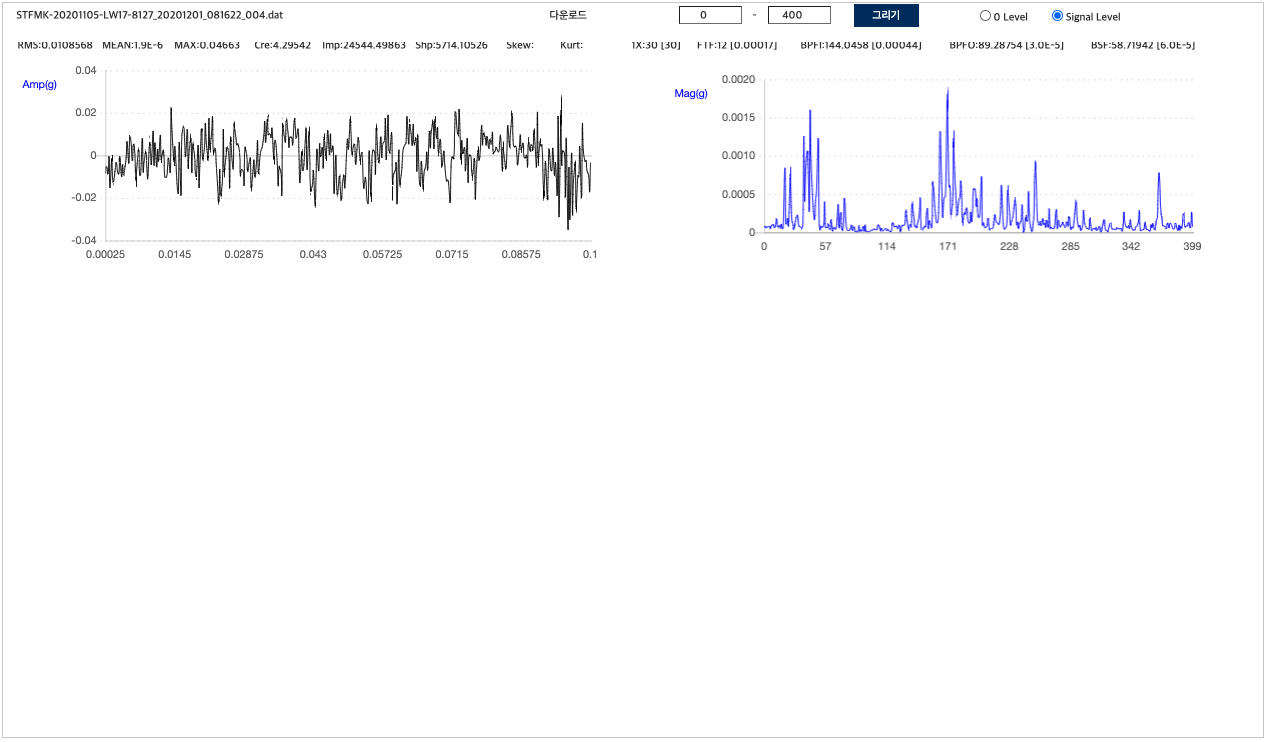 STFMK-20201105-LW17-8127_20201201_081622_004.dat 다운로드 0 - 400 그리기 0 Level Signal Level
RMS:0.0108568 MEAN:1.9E-6 MAX:0.04663 Cre:4.29542 Imp:24544.49863 Shp:5714.10526 Skew: Kurt: 1X:30 [30] FTF:12 [0.00017] BPFI:144.0458 [0.00044] BPFO:89.28754 [3.0E-5] BSF:58.71942 [6.0E-5]
Amp(g)
0.04
0.02
0
-0.02
-0.04
0.00025 0.0145 0.02875 0.043 0.05725 0.0715 0.08575 0.1
Mag(g)
0.0020
0.0015
0.0010
0.0005
0
0 57 114 171 228 285 342 399